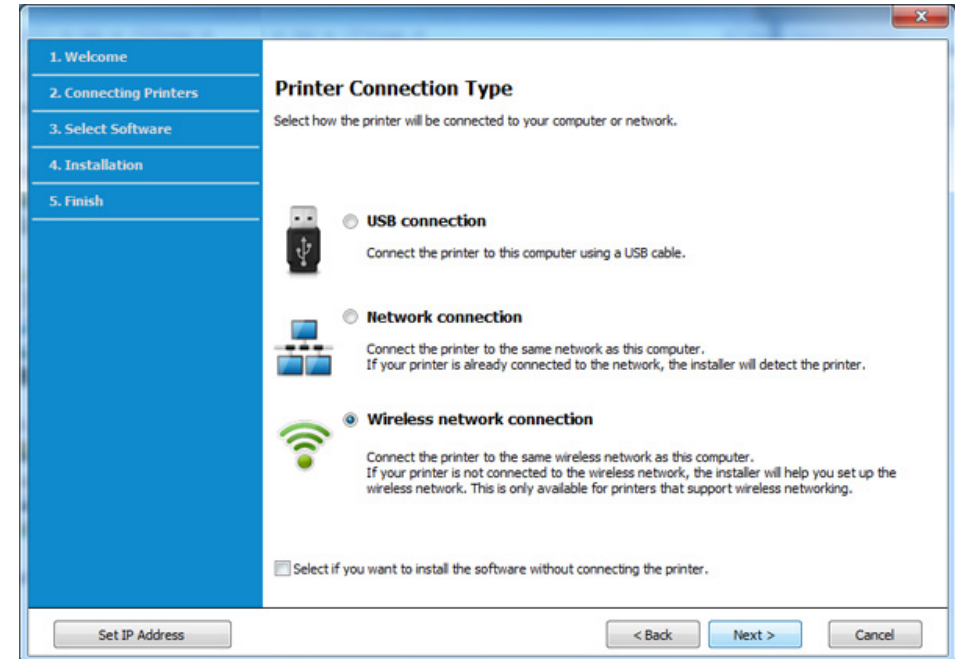 1. Welcome
2. Connecting Printers
3. Select Software
4. Installation
5. Finish
Printer Connection Type
Select how the printer will be connected to your computer or network.
USB connection
Connect the printer to this computer using a USB cable.
Network connection
Connect the printer to the same network as this computer.
If your printer is already connected to the network, the installer will detect the printer.
Wireless network connection
Connect the printer to the same wireless network as this computer.
If your printer is not connected to the wireless network, the installer will help you set up the
wireless network. This is only available for printers that support wireless networking.
Select if you want to install the software without connecting the printer.
Set IP Address
< Back
Next >
Cancel